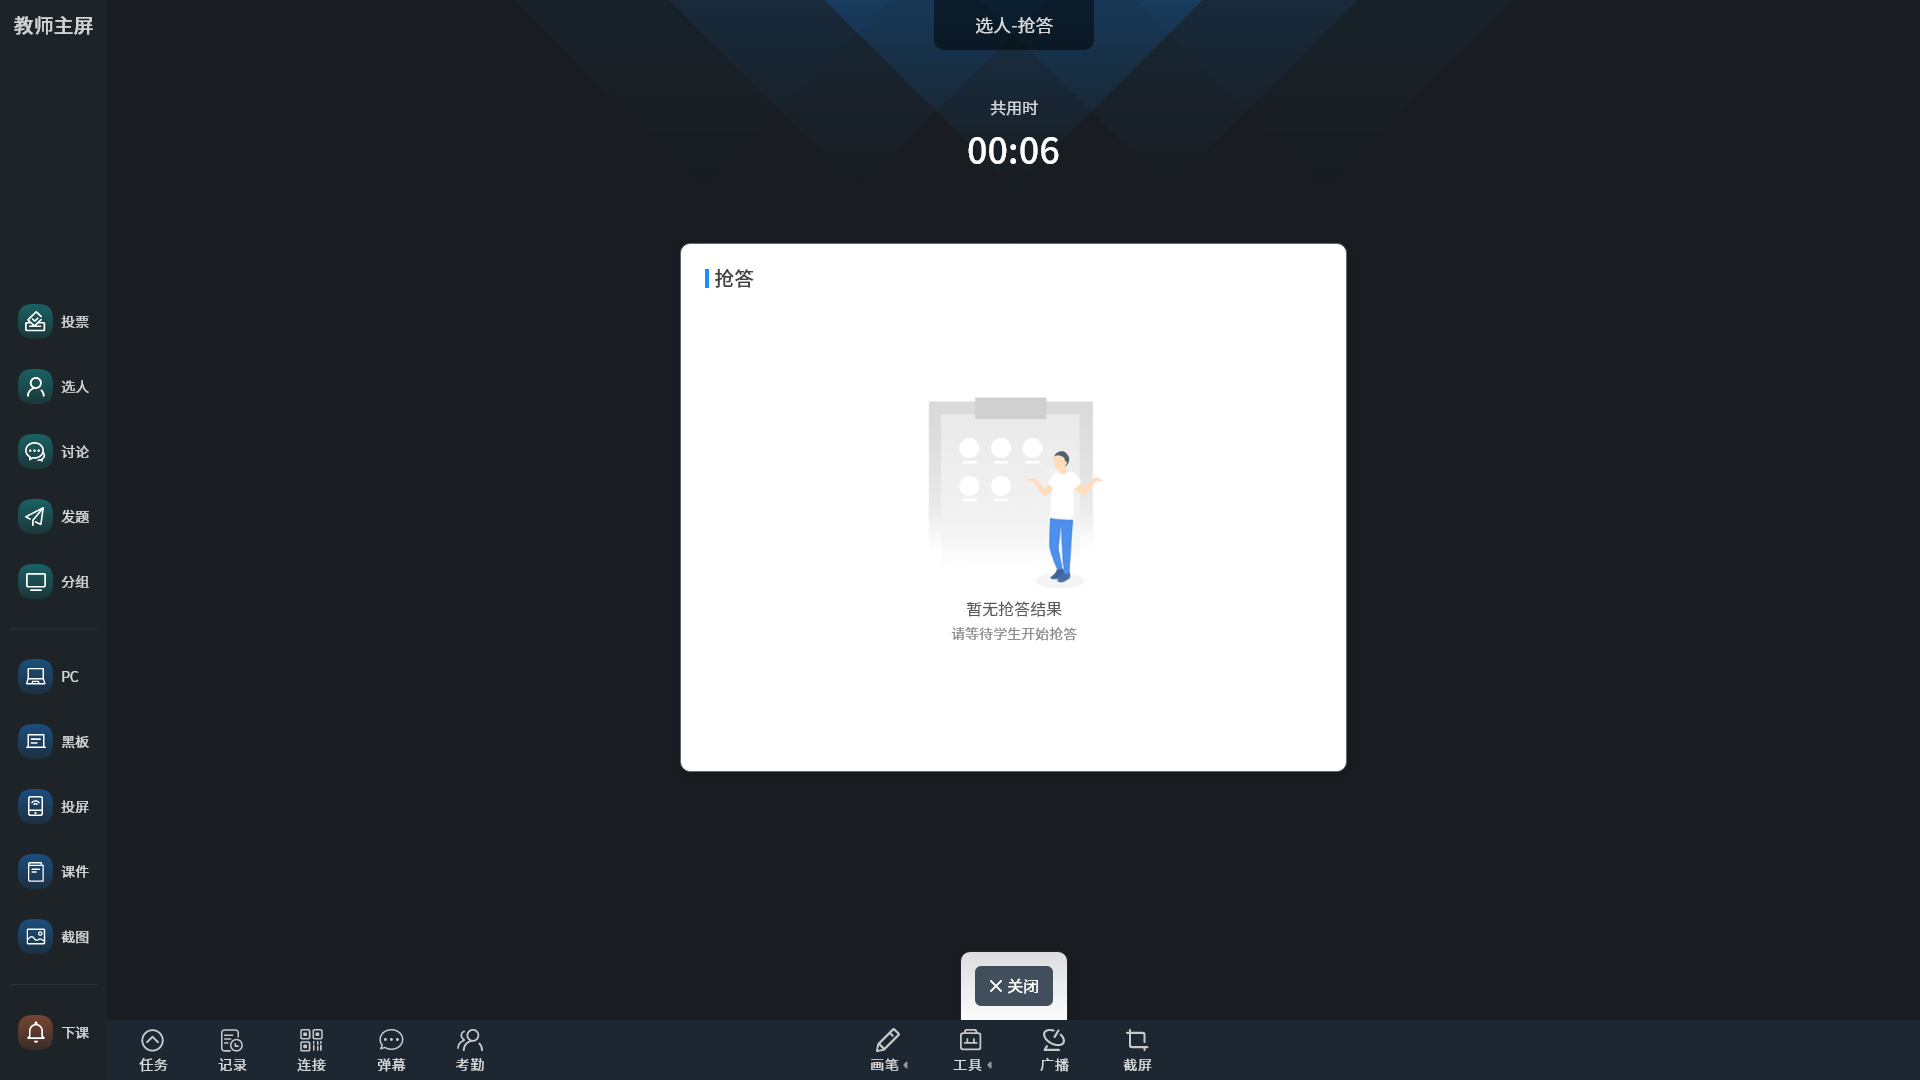 教师主屏
选人-抢答
共用时
00:06
抢答
暂无抢答结果
请等待学生开始抢答
投票
选人
讨论
发题
分组
PC
黑板
投屏
课件
截图
下课
关闭
任务
记录
连接
弹幕
考勤
画笔
工具
广播
截屏